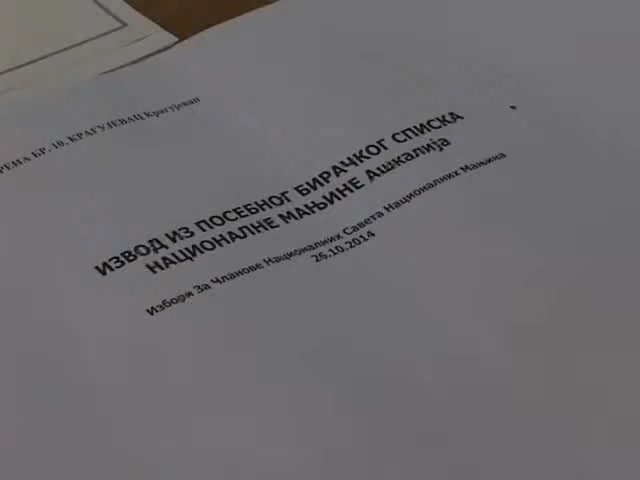 БР. 10, КРАГУЈЕВАЦ Крагујевац
ИЗВОД ИЗ ПОСЕБНОГ БИРАЧКОГ СПИСКА
НАЦИОНАЛНЕ МАЊИНЕ Ашкалија
Избори За Чланове Националних Савета Националних Мањина
26.10.2014